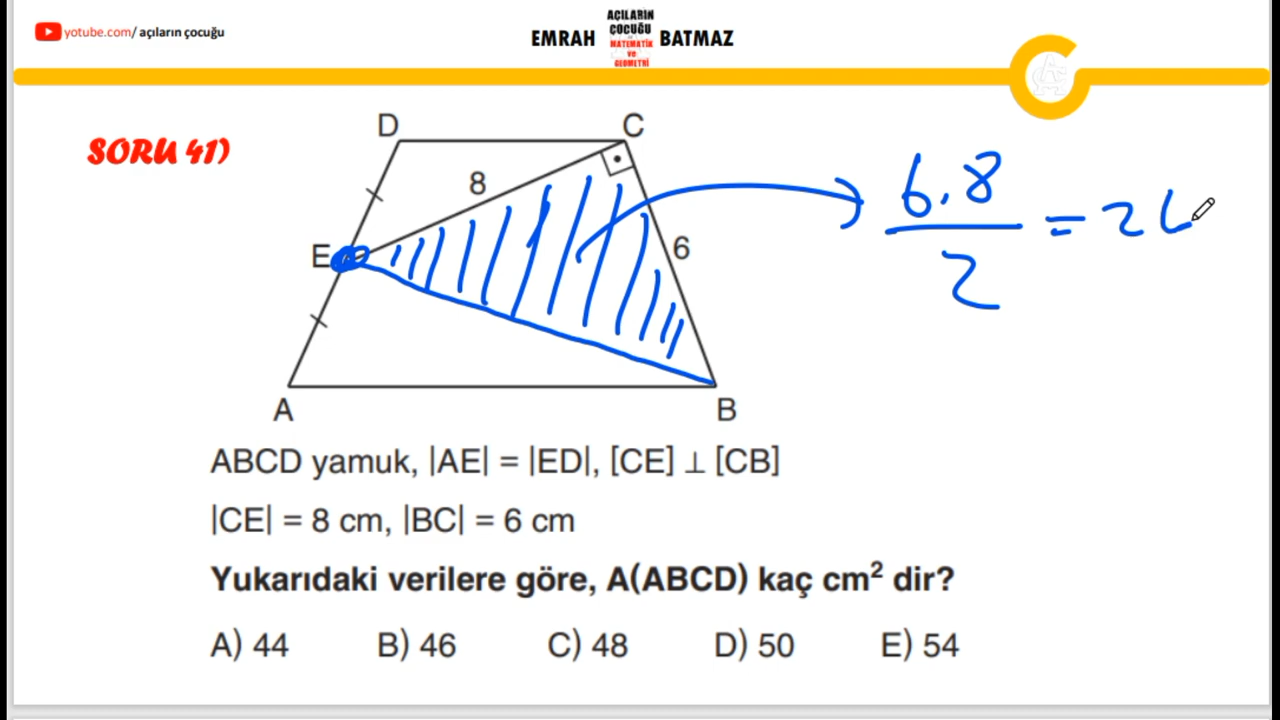 yotube.com/ açıların çocuğu
EMRAH
AÇILARIN
ÇOCUĞU
MATEMATİK
ve
GEOMETRİ
BATMAZ
SORU 41)
D
C
8
6
E
A
B
6.8
2
= 2
ABCD yamuk, |AE| = |ED|, [CE] ⊥ [CB]
|CE| = 8 cm, |BC| = 6 cm
Yukarıdaki verilere göre, A(ABCD) kaç cm² dir?
A) 44 B) 46 C) 48 D) 50 E) 54